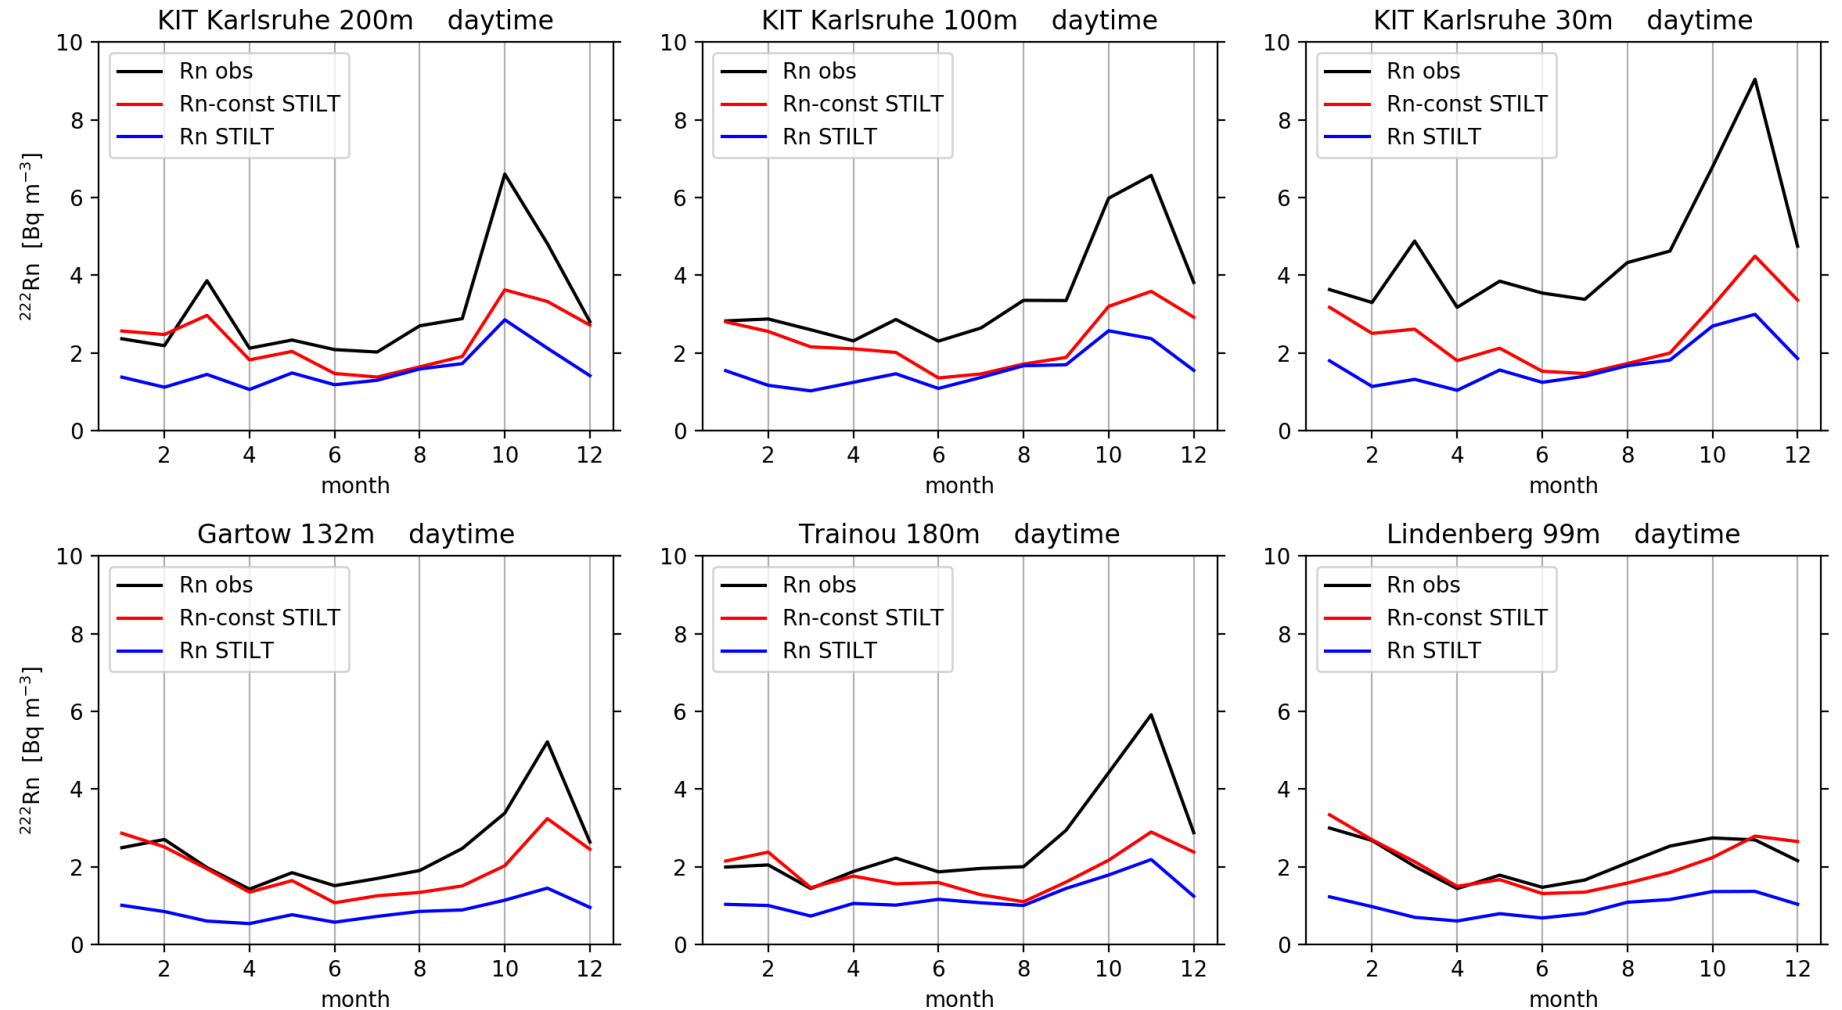 KIT Karlsruhe 200m daytime
10
8
6
4
2
0
²²²Rn [Bq m⁻³]
Rn obs
Rn-const STILT
Rn STILT
2 4 6 8 10 12
month
KIT Karlsruhe 100m daytime
10
8
6
4
2
0
Rn obs
Rn-const STILT
Rn STILT
2 4 6 8 10 12
month
KIT Karlsruhe 30m daytime
10
8
6
4
2
0
Rn obs
Rn-const STILT
Rn STILT
2 4 6 8 10 12
month
Gartow 132m daytime
10
8
6
4
2
0
²²²Rn [Bq m⁻³]
Rn obs
Rn-const STILT
Rn STILT
2 4 6 8 10 12
month
Trainou 180m daytime
10
8
6
4
2
0
Rn obs
Rn-const STILT
Rn STILT
2 4 6 8 10 12
month
Lindenberg 99m daytime
10
8
6
4
2
0
Rn obs
Rn-const STILT
Rn STILT
2 4 6 8 10 12
month